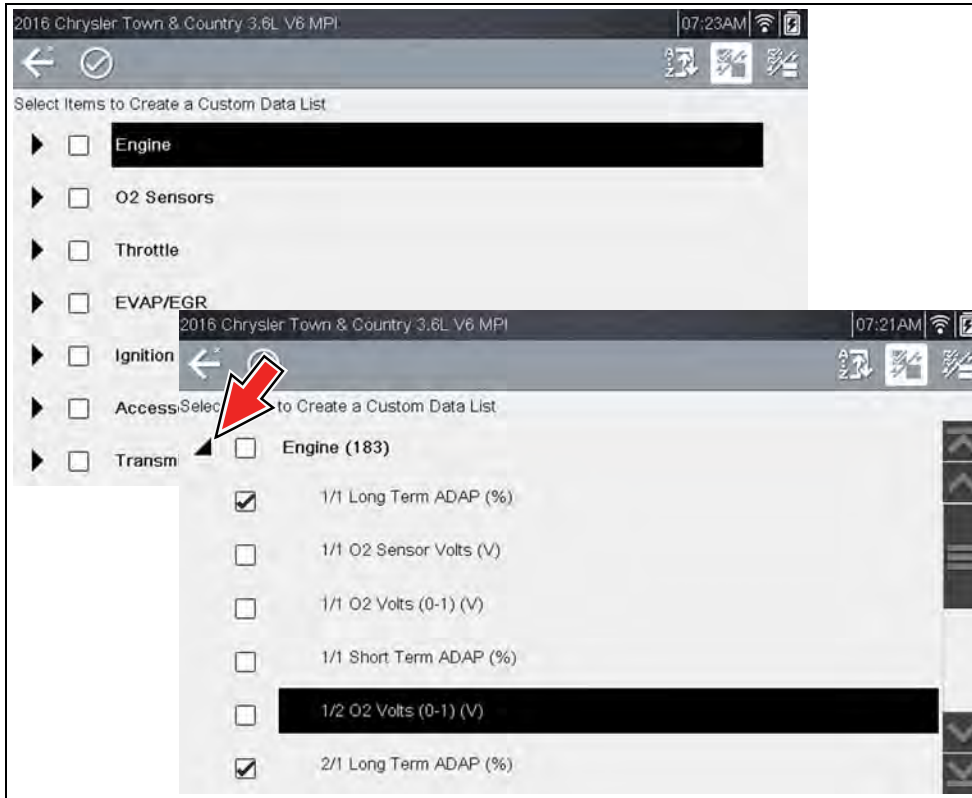 2016 Chrysler Town & Country 3.6L V6 MPI
07:23AM
A
Z
Select Items to Create a Custom Data List
Engine
O2 Sensors
Throttle
EVAP/EGR
Ignition
Access
Transm
2016 Chrysler Town & Country 3.6L V6 MPI
07:21AM
A
Z
Selec to Create a Custom Data List
Engine (183)
1/1 Long Term ADAP (%)
1/1 O2 Sensor Volts (V)
1/1 O2 Volts (0-1) (V)
1/1 Short Term ADAP (%)
1/2 O2 Volts (0-1) (V)
2/1 Long Term ADAP (%)